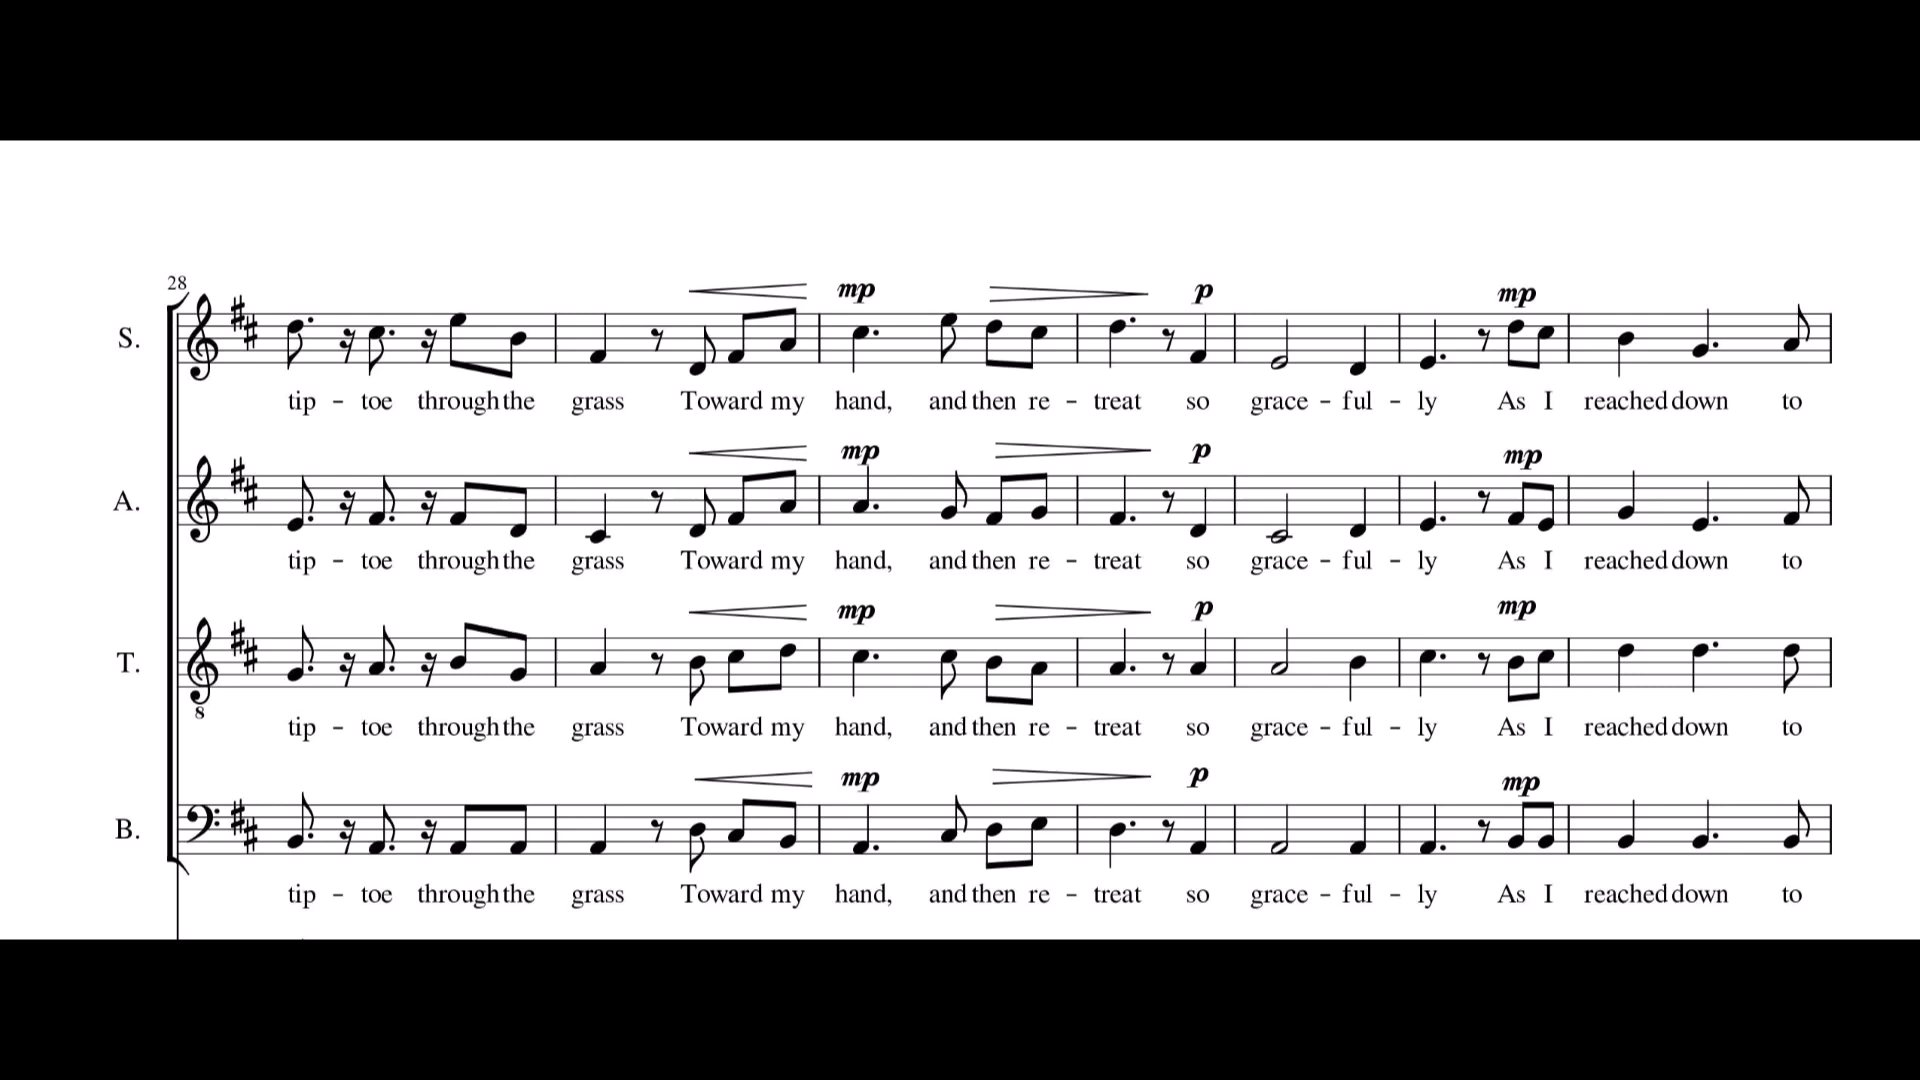 28
mp p mp
S.
tip - toe through the grass Toward my hand, and then re - treat so grace - ful - ly As I reached down to
mp p mp
A.
tip - toe through the grass Toward my hand, and then re - treat so grace - ful - ly As I reached down to
mp p mp
T.
8
tip - toe through the grass Toward my hand, and then re - treat so grace - ful - ly As I reached down to
mp p mp
B.
tip - toe through the grass Toward my hand, and then re - treat so grace - ful - ly As I reached down to